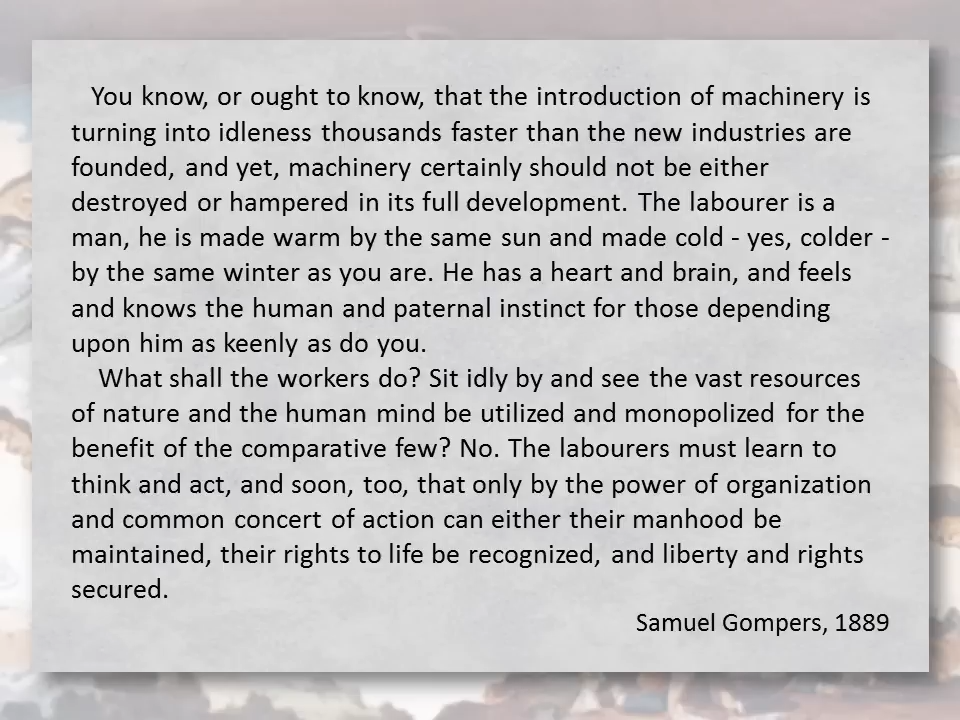 You know, or ought to know, that the introduction of machinery is
turning into idleness thousands faster than the new industries are
founded, and yet, machinery certainly should not be either
destroyed or hampered in its full development. The labourer is a
man, he is made warm by the same sun and made cold - yes, colder -
by the same winter as you are. He has a heart and brain, and feels
and knows the human and paternal instinct for those depending
upon him as keenly as do you.
What shall the workers do? Sit idly by and see the vast resources
of nature and the human mind be utilized and monopolized for the
benefit of the comparative few? No. The labourers must learn to
think and act, and soon, too, that only by the power of organization
and common concert of action can either their manhood be
maintained, their rights to life be recognized, and liberty and rights
secured.
Samuel Gompers, 1889